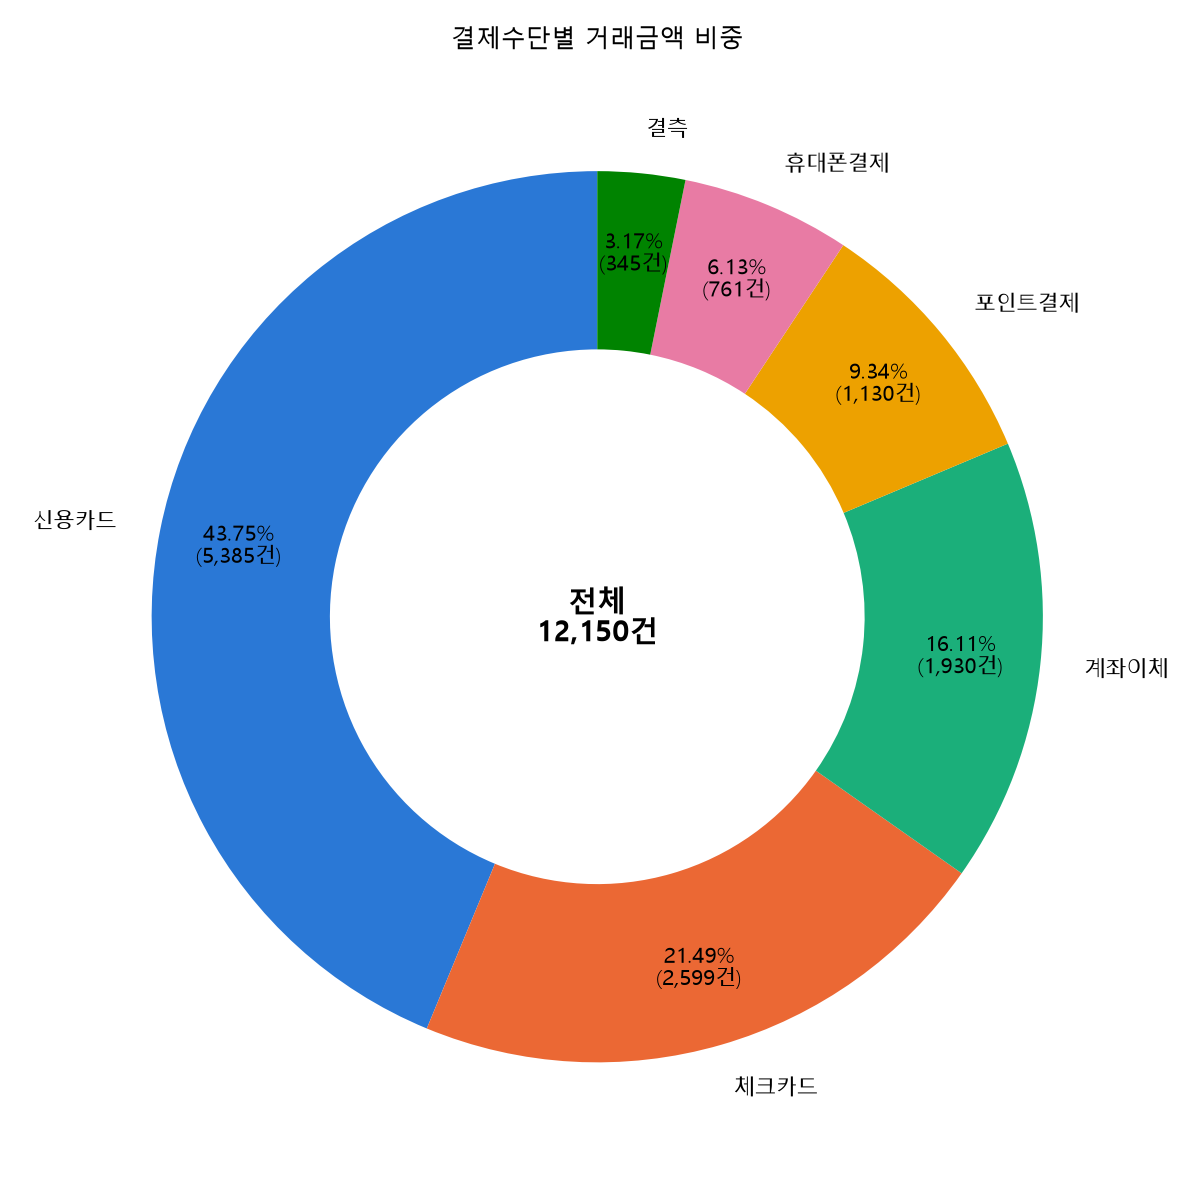 결제수단별 거래금액 비중
결측
휴대폰결제
3.17%
(345건)
6.13%
(761건)
포인트결제
9.34%
(1,130건)
신용카드
43.75%
(5,385건)
전체
12,150건
16.11%
(1,930건)
계좌이체
21.49%
(2,599건)
체크카드